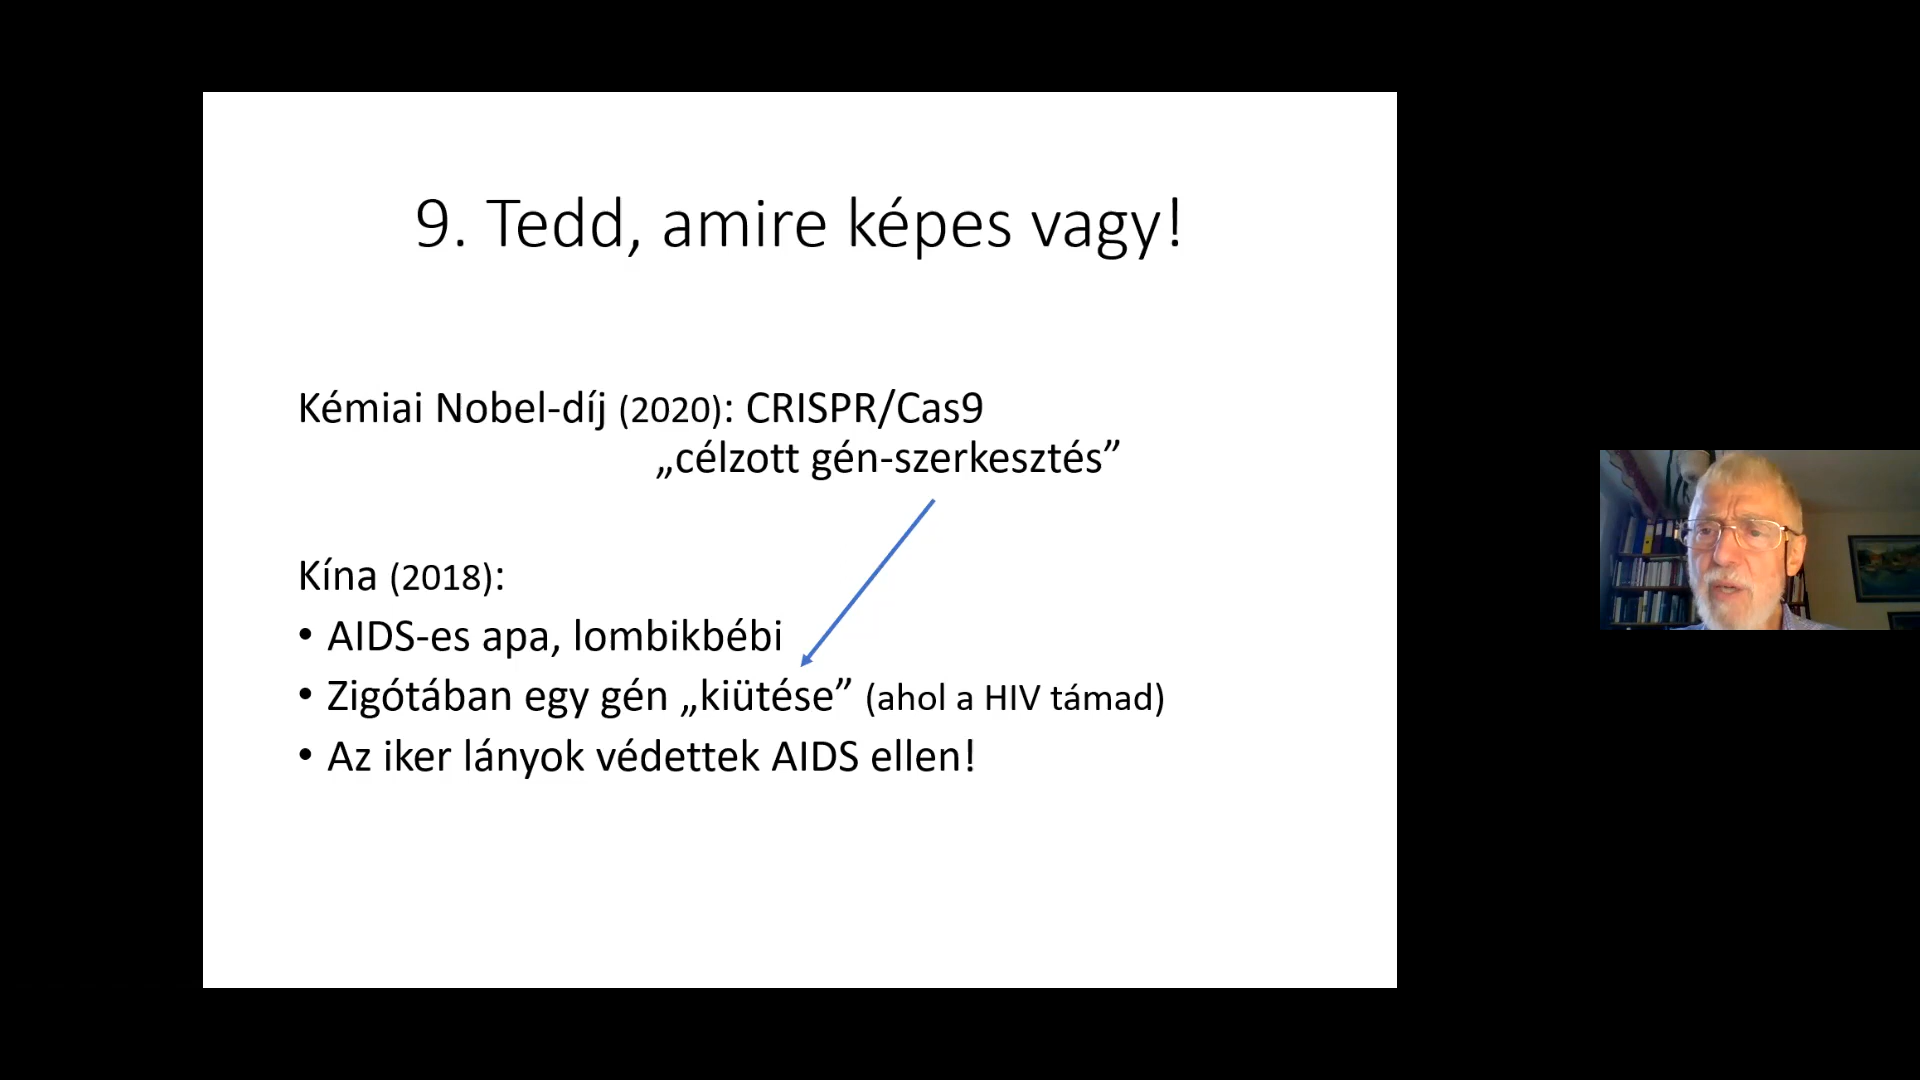 9. Tedd, amire képes vagy!
Kémiai Nobel-díj (2020): CRISPR/Cas9
„célzott gén-szerkesztés”
Kína (2018):
• AIDS-es apa, lombikbébi
• Zigótában egy gén „kiütése” (ahol a HIV támad)
• Az iker lányok védettek AIDS ellen!